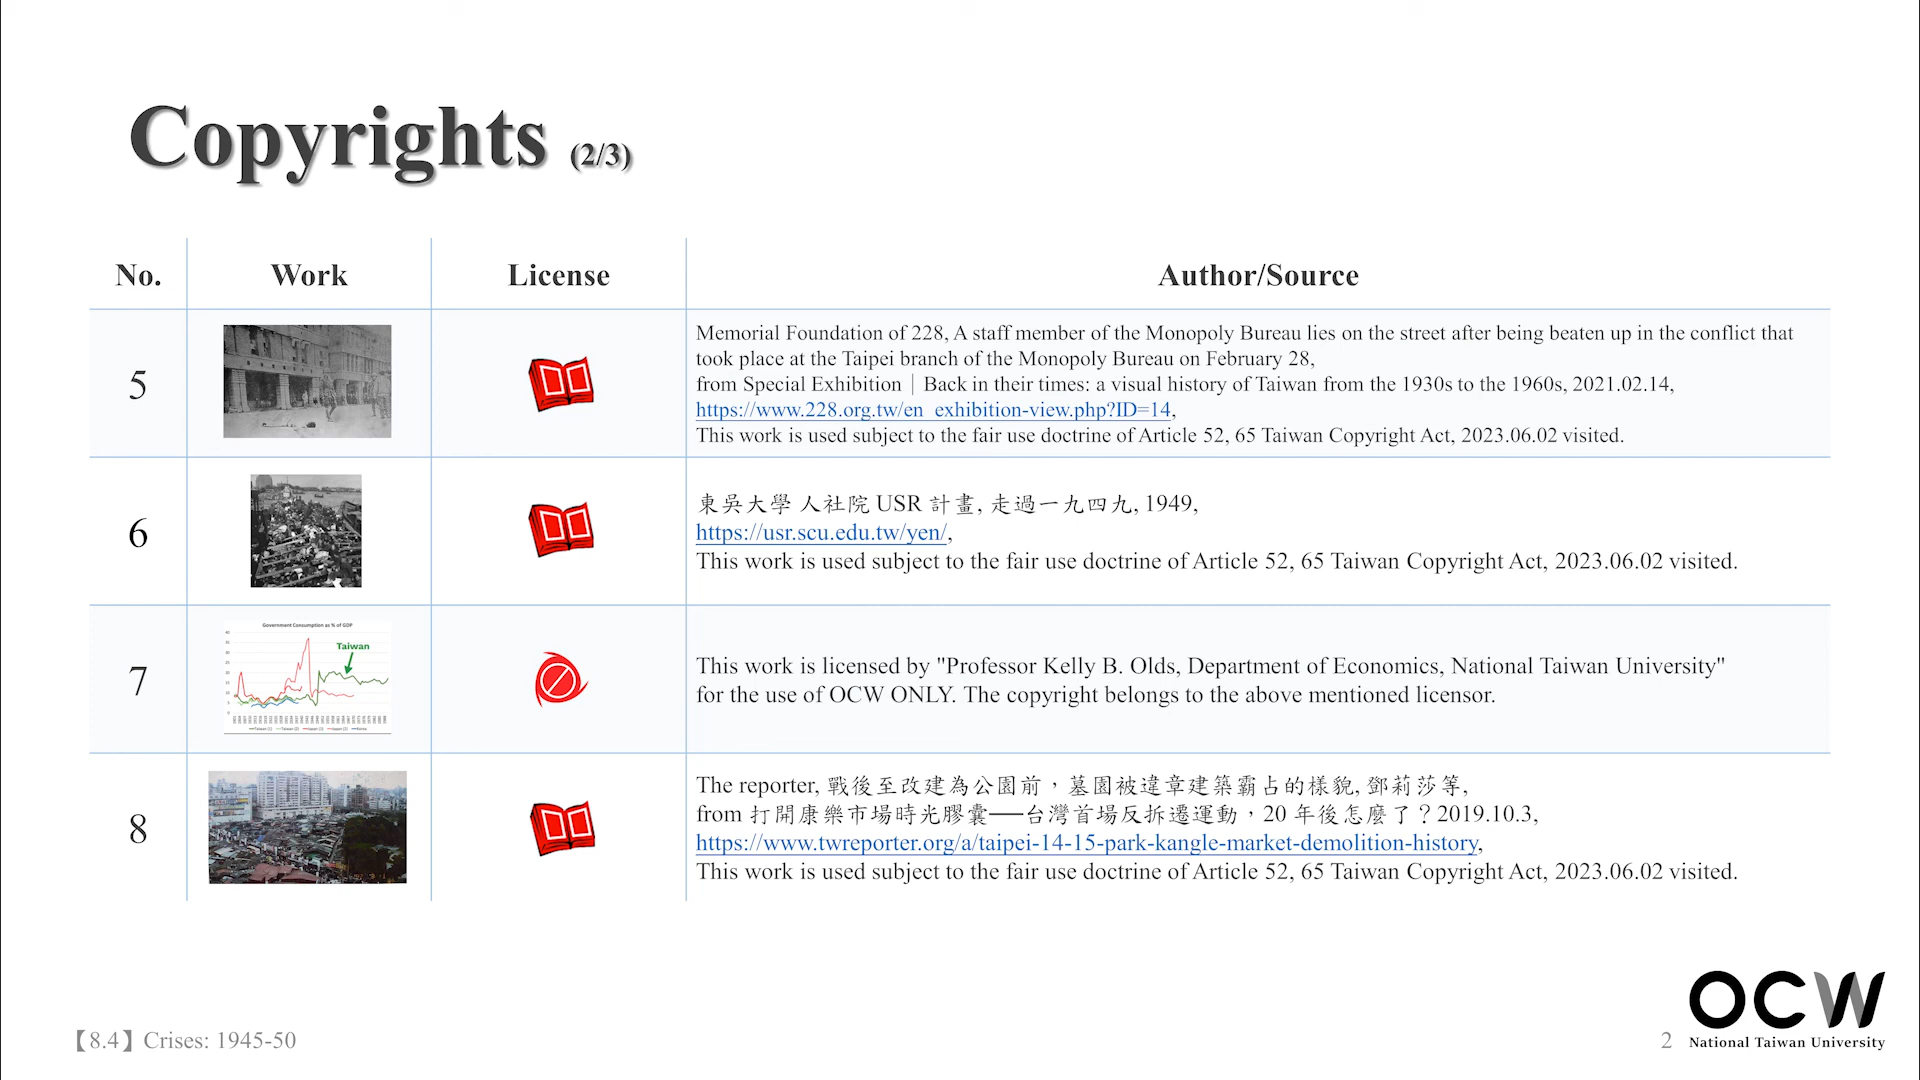 Copyrights (2/3)
No. Work License Author/Source
5
Memorial Foundation of 228, A staff member of the Monopoly Bureau lies on the street after being beaten up in the conflict that
took place at the Taipei branch of the Monopoly Bureau on February 28,
from Special Exhibition｜Back in their times: a visual history of Taiwan from the 1930s to the 1960s, 2021.02.14,
https://www.228.org.tw/en_exhibition-view.php?ID=14,
This work is used subject to the fair use doctrine of Article 52, 65 Taiwan Copyright Act, 2023.06.02 visited.
6
東吳大學 人社院 USR 計畫, 走過一九四九, 1949,
https://usr.scu.edu.tw/yen/,
This work is used subject to the fair use doctrine of Article 52, 65 Taiwan Copyright Act, 2023.06.02 visited.
7
Government Consumption as % of GDP
Taiwan
This work is licensed by "Professor Kelly B. Olds, Department of Economics, National Taiwan University"
for the use of OCW ONLY. The copyright belongs to the above mentioned licensor.
8
The reporter, 戰後至改建為公園前，墓園被違章建築霸占的樣貌, 鄧莉莎等,
from 打開康樂市場時光膠囊──台灣首場反拆遷運動，20 年後怎麼了？2019.10.3,
https://www.twreporter.org/a/taipei-14-15-park-kangle-market-demolition-history,
This work is used subject to the fair use doctrine of Article 52, 65 Taiwan Copyright Act, 2023.06.02 visited.
【8.4】Crises: 1945-50
2
OCW
National Taiwan University